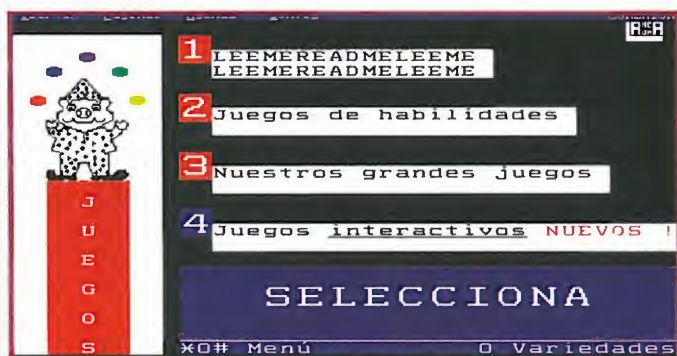 1 LEEMEREADMELEEME
LEEMEREADMELEEME
2 Juegos de habilidades
3 Nuestros grandes juegos
4 Juegos interactivos NUEVOS !
J
U
E
G
O
S
SELECCIONA
*0# Menú 0 Variedades